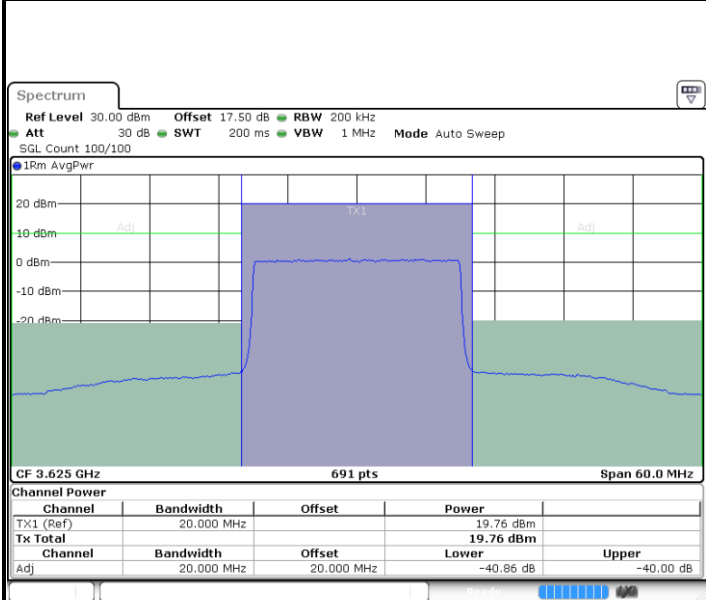 Spectrum
Ref Level 30.00 dBm Offset 17.50 dB RBW 200 kHz
Att 30 dB SWT 200 ms VBW 1 MHz Mode Auto Sweep
SGL Count 100/100
1Rm AvgPwr
20 dBm
TX1
Adj
Adj
10 dBm
0 dBm
-10 dBm
-20 dBm
CF 3.625 GHz 691 pts Span 60.0 MHz
Channel Power
Channel Bandwidth Offset Power
TX1 (Ref) 20.000 MHz 19.76 dBm
Tx Total 19.76 dBm
Channel Bandwidth Offset Lower Upper
Adj 20.000 MHz 20.000 MHz -40.86 dB -40.00 dB
Ready